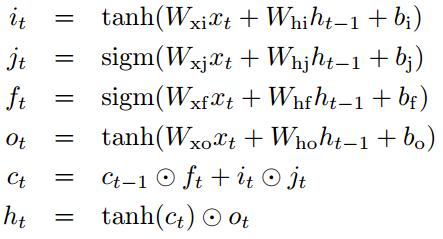 i_t = tanh(W_xi x_t + W_hi h_{t−1} + b_i)
j_t = sigm(W_xj x_t + W_hj h_{t−1} + b_j)
f_t = sigm(W_xf x_t + W_hf h_{t−1} + b_f)
o_t = tanh(W_xo x_t + W_ho h_{t−1} + b_o)
c_t = c_{t−1} ⊙ f_t + i_t ⊙ j_t
h_t = tanh(c_t) ⊙ o_t